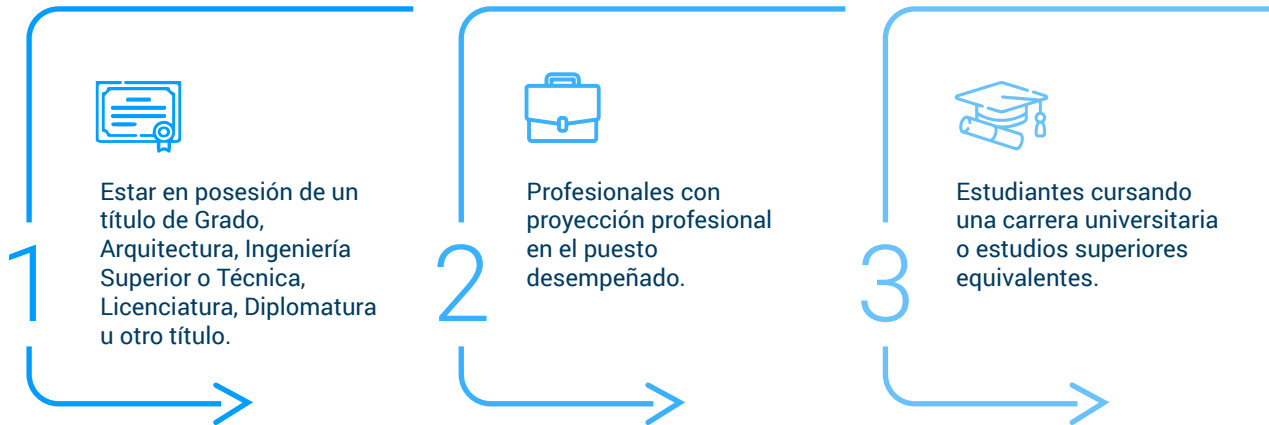 1
Estar en posesión de un
título de Grado,
Arquitectura, Ingeniería
Superior o Técnica,
Licenciatura, Diplomatura
u otro título.
2
Profesionales con
proyección profesional
en el puesto
desempeñado.
3
Estudiantes cursando
una carrera universitaria
o estudios superiores
equivalentes.